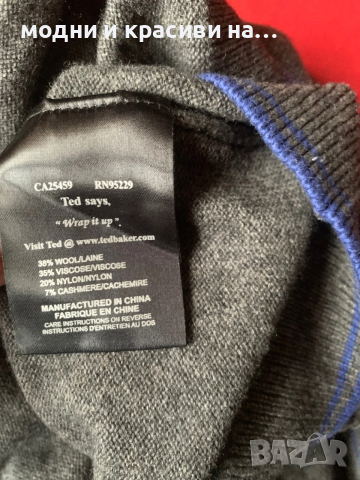 модни и красиви на...
CA25459 RN95229
Ted says,
"Wrap it up".
Visit Ted @ www.tedbaker.com
38% WOOL/LAINE
35% VISCOSE/VISCOSE
20% NYLON/NYLON
7% CASHMERE/CACHEMIRE
MANUFACTURED IN CHINA
FABRIQUE EN CHINE
CARE INSTRUCTIONS ON REVERSE
INSTRUCTIONS D'ENTRETIEN AU DOS
BAZAR